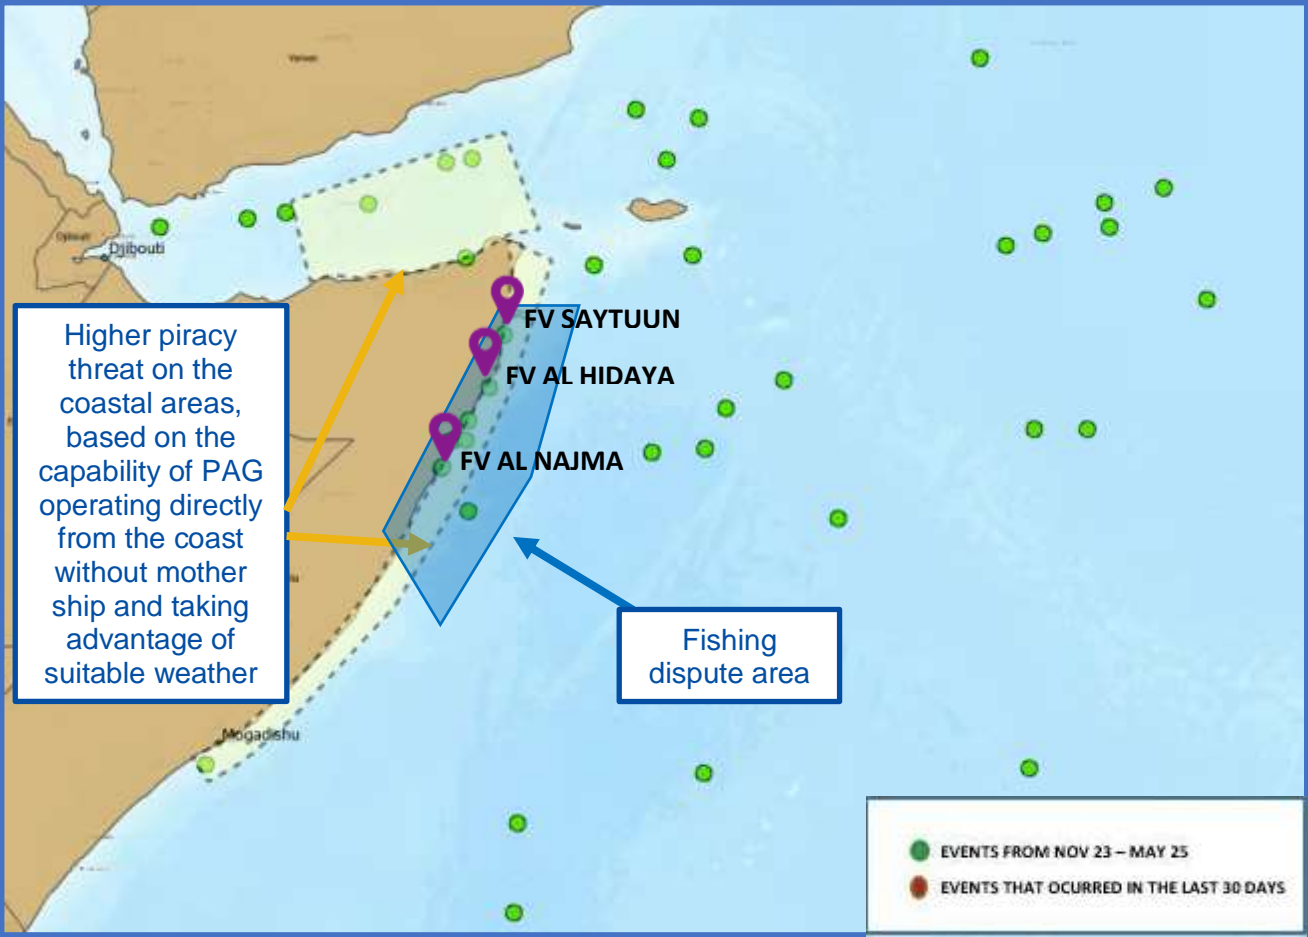 Yemen
Djibouti
Djibouti
FV SAYTUUN
FV AL HIDAYA
FV AL NAJMA
Higher piracy
threat on the
coastal areas,
based on the
capability of PAG
operating directly
from the coast
without mother
ship and taking
advantage of
suitable weather
Fishing
dispute area
Mogadishu
EVENTS FROM NOV 23 – MAY 25
EVENTS THAT OCURRED IN THE LAST 30 DAYS